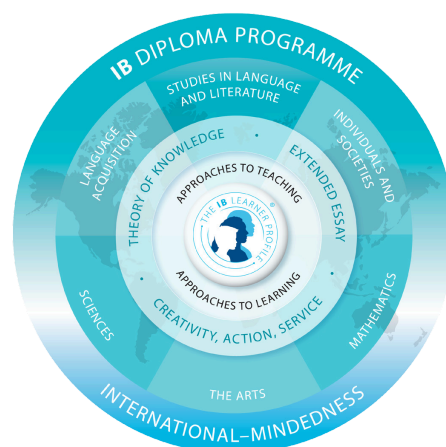 IB DIPLOMA PROGRAMME
STUDIES IN LANGUAGE
AND LITERATURE
LANGUAGE
ACQUISITION
INDIVIDUALS AND
SOCIETIES
THEORY OF KNOWLEDGE
EXTENDED ESSAY
APPROACHES TO TEACHING
THE IB LEARNER PROFILE
®
APPROACHES TO LEARNING
CREATIVITY, ACTION, SERVICE
SCIENCES
MATHEMATICS
THE ARTS
INTERNATIONAL–MINDEDNESS